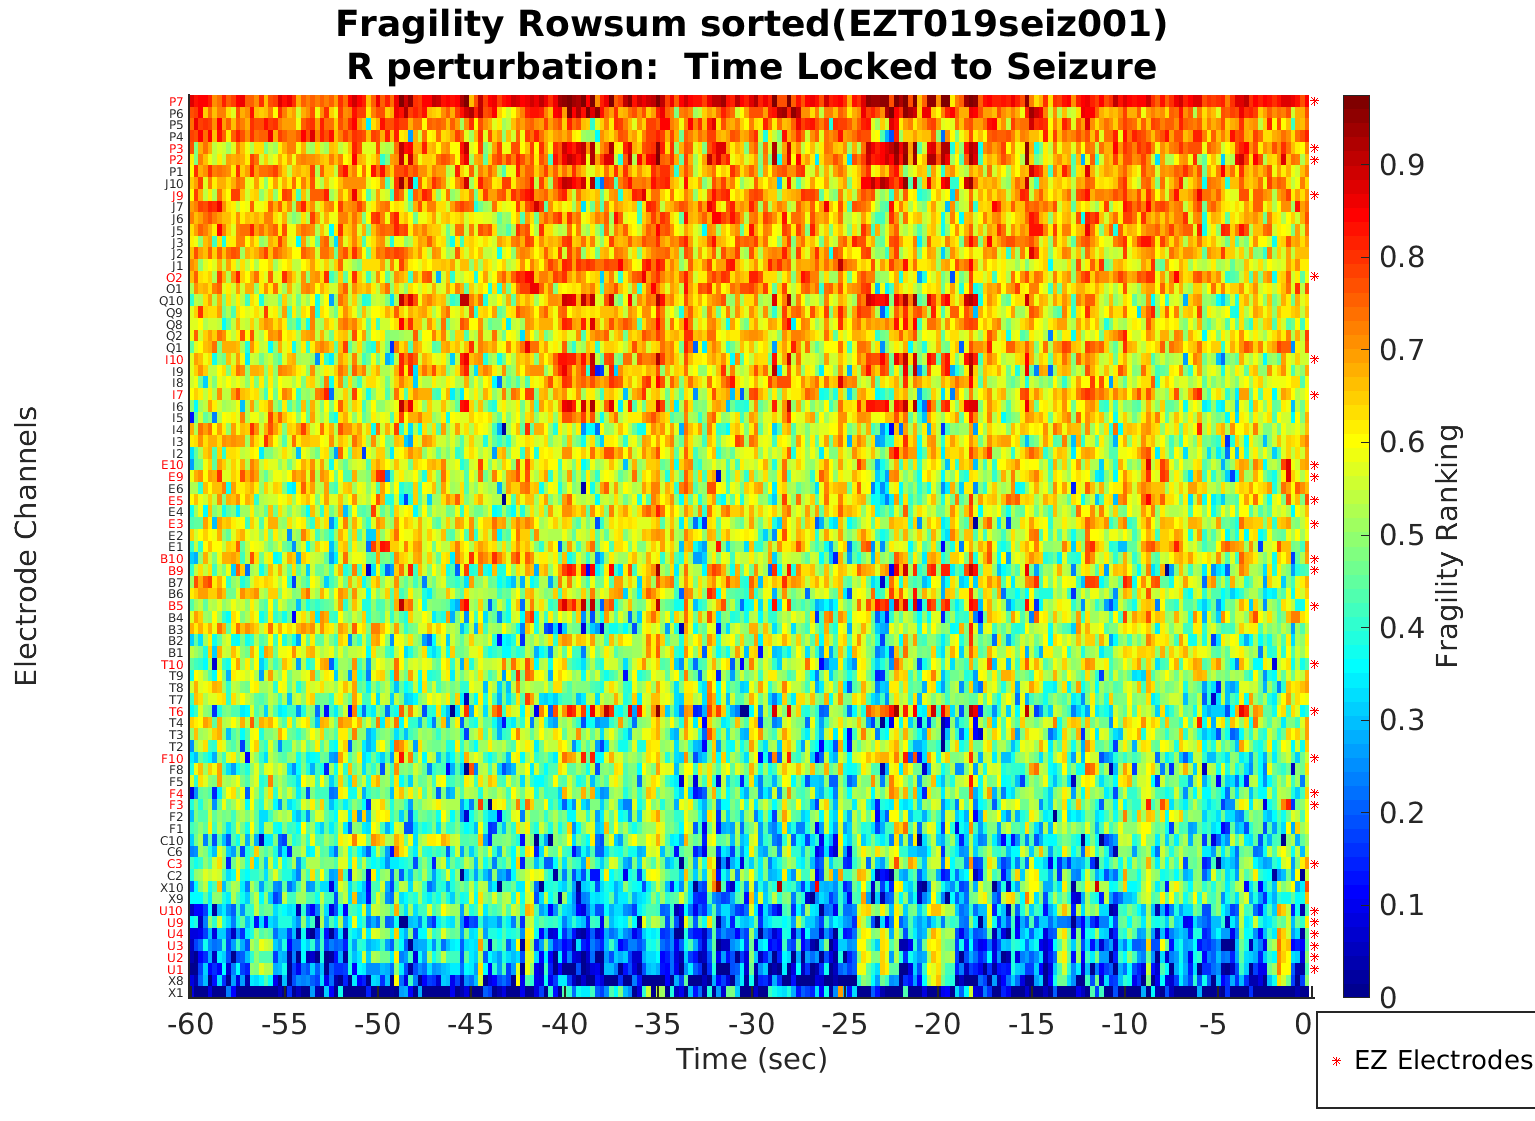 Fragility Rowsum sorted(EZT019seiz001)
R perturbation:  Time Locked to Seizure
Electrode Channels
P7
P6
P5
P4
P3
P2
P1
J10
J9
J7
J6
J5
J3
J2
J1
O2
O1
Q10
Q9
Q8
Q2
Q1
I10
I9
I8
I7
I6
I5
I4
I3
I2
E10
E9
E6
E5
E4
E3
E2
E1
B10
B9
B7
B6
B5
B4
B3
B2
B1
T10
T9
T8
T7
T6
T4
T3
T2
F10
F8
F5
F4
F3
F2
F1
C10
C6
C3
C2
X10
X9
U10
U9
U4
U3
U2
U1
X8
X1
-60 -55 -50 -45 -40 -35 -30 -25 -20 -15 -10 -5 0
Time (sec)
0.9
0.8
0.7
0.6
0.5
0.4
0.3
0.2
0.1
0
Fragility Ranking
EZ Electrodes